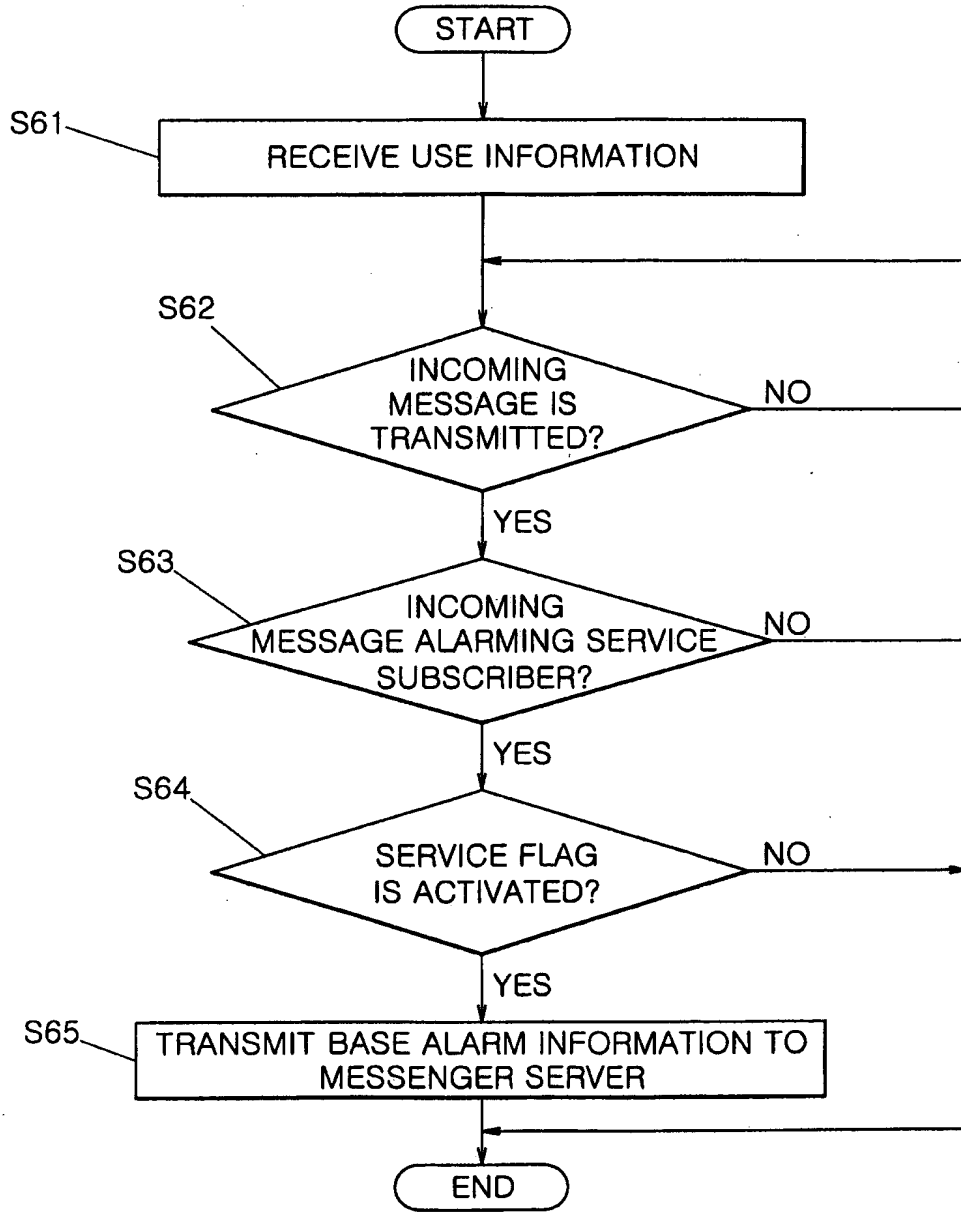 START
S61
RECEIVE USE INFORMATION
S62
INCOMING
MESSAGE IS
TRANSMITTED?
NO
YES
S63
INCOMING
MESSAGE ALARMING SERVICE
SUBSCRIBER?
NO
YES
S64
SERVICE FLAG
IS ACTIVATED?
NO
YES
S65
TRANSMIT BASE ALARM INFORMATION TO
MESSENGER SERVER
END